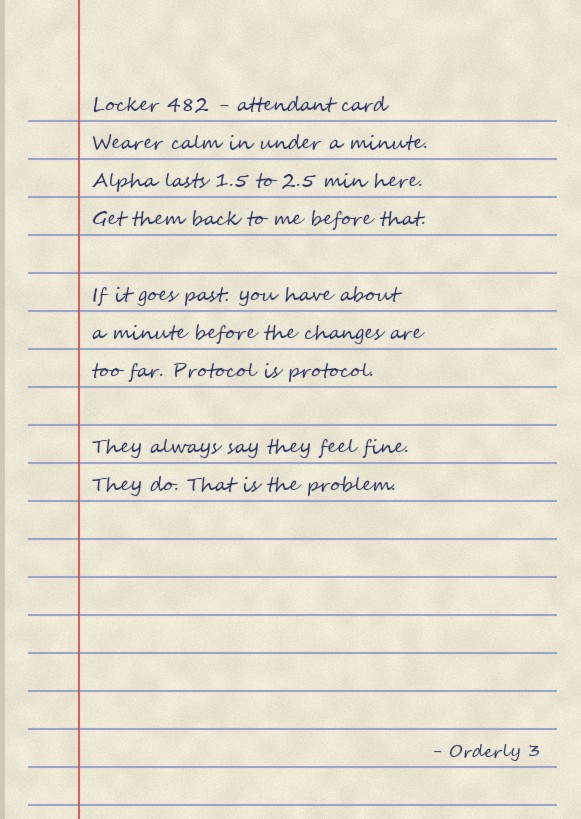 Locker 482 - attendant card
Wearer calm in under a minute.
Alpha lasts 1.5 to 2.5 min here.
Get them back to me before that.
If it goes past: you have about
a minute before the changes are
too far. Protocol is protocol.
They always say they feel fine.
They do. That is the problem.
- Orderly 3